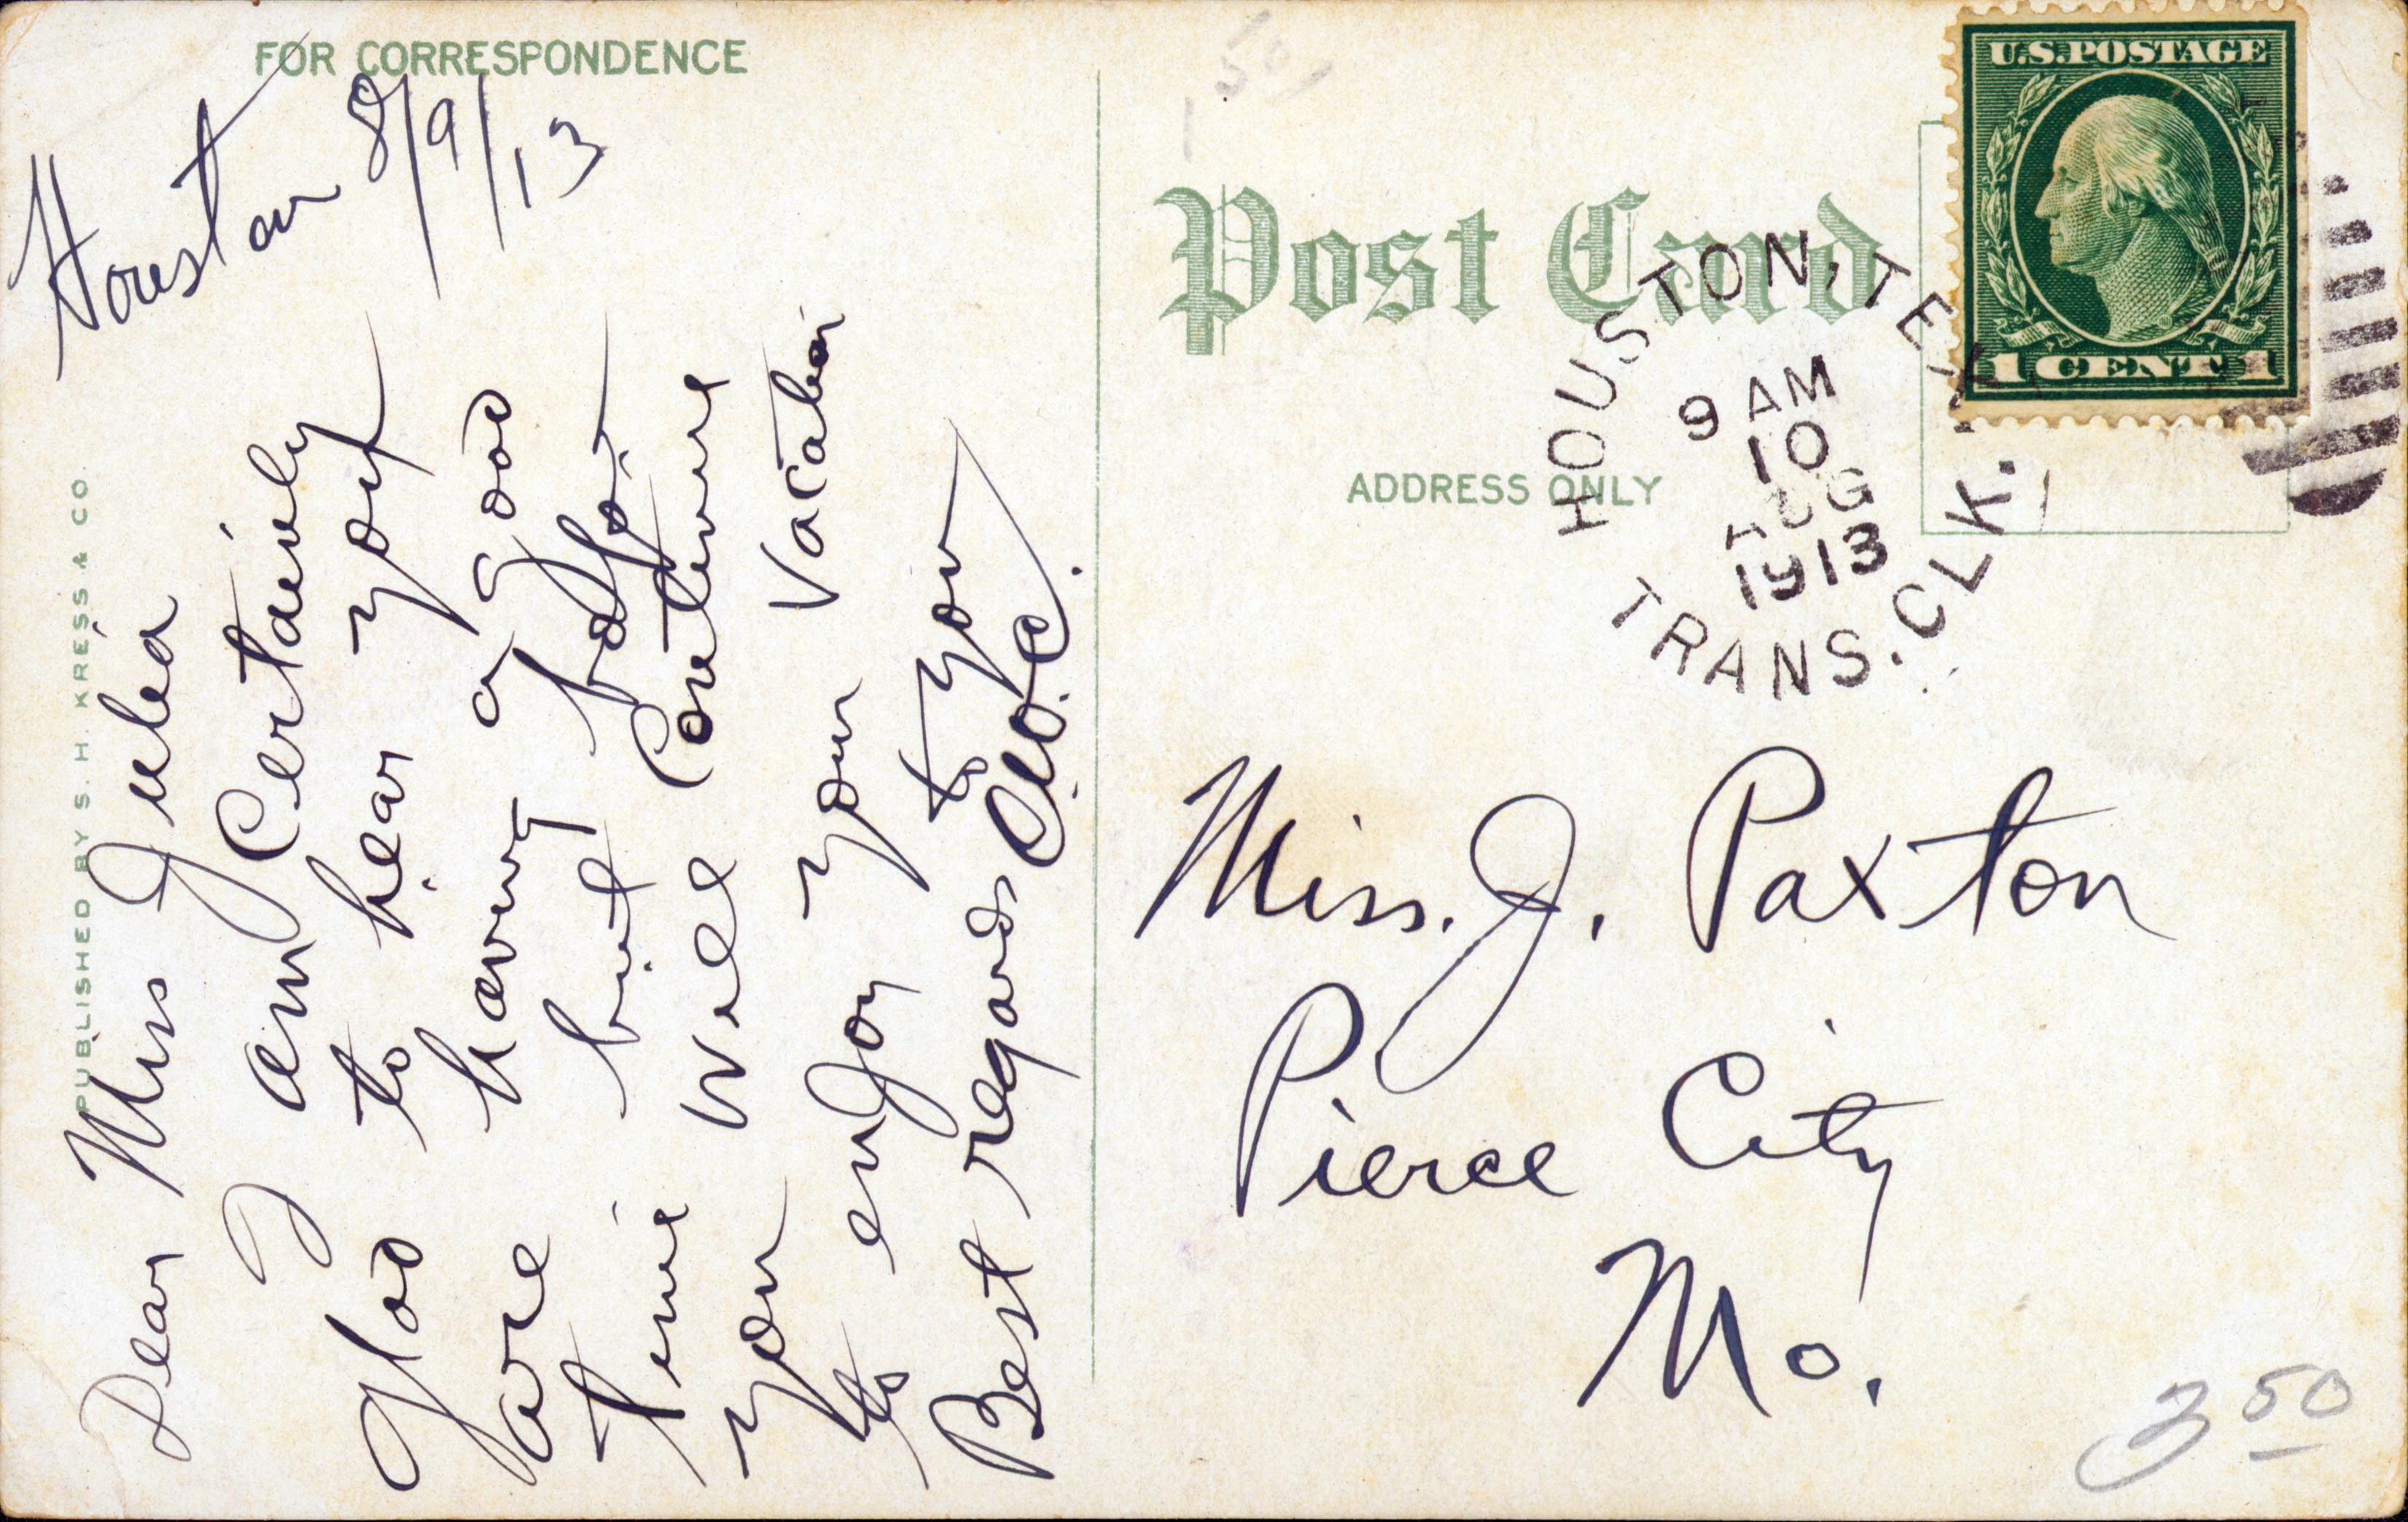 FOR CORRESPONDENCE
PUBLISHED BY S. H. KRESS & CO.
Houston 8/9/13
Dear Miss Julia
I am Certainly
glad to hear you
are having a good
time but hope
you will Continue
to enjoy your Vacation
Best regards to you
C.W.C.
Post Card
ADDRESS ONLY
U.S. POSTAGE
1 CENT 1
HOUSTON, TEX.
9 AM
10
AUG
1913
TRANS. CLK.
Miss. J. Paxton
Pierce City
Mo.
3 50